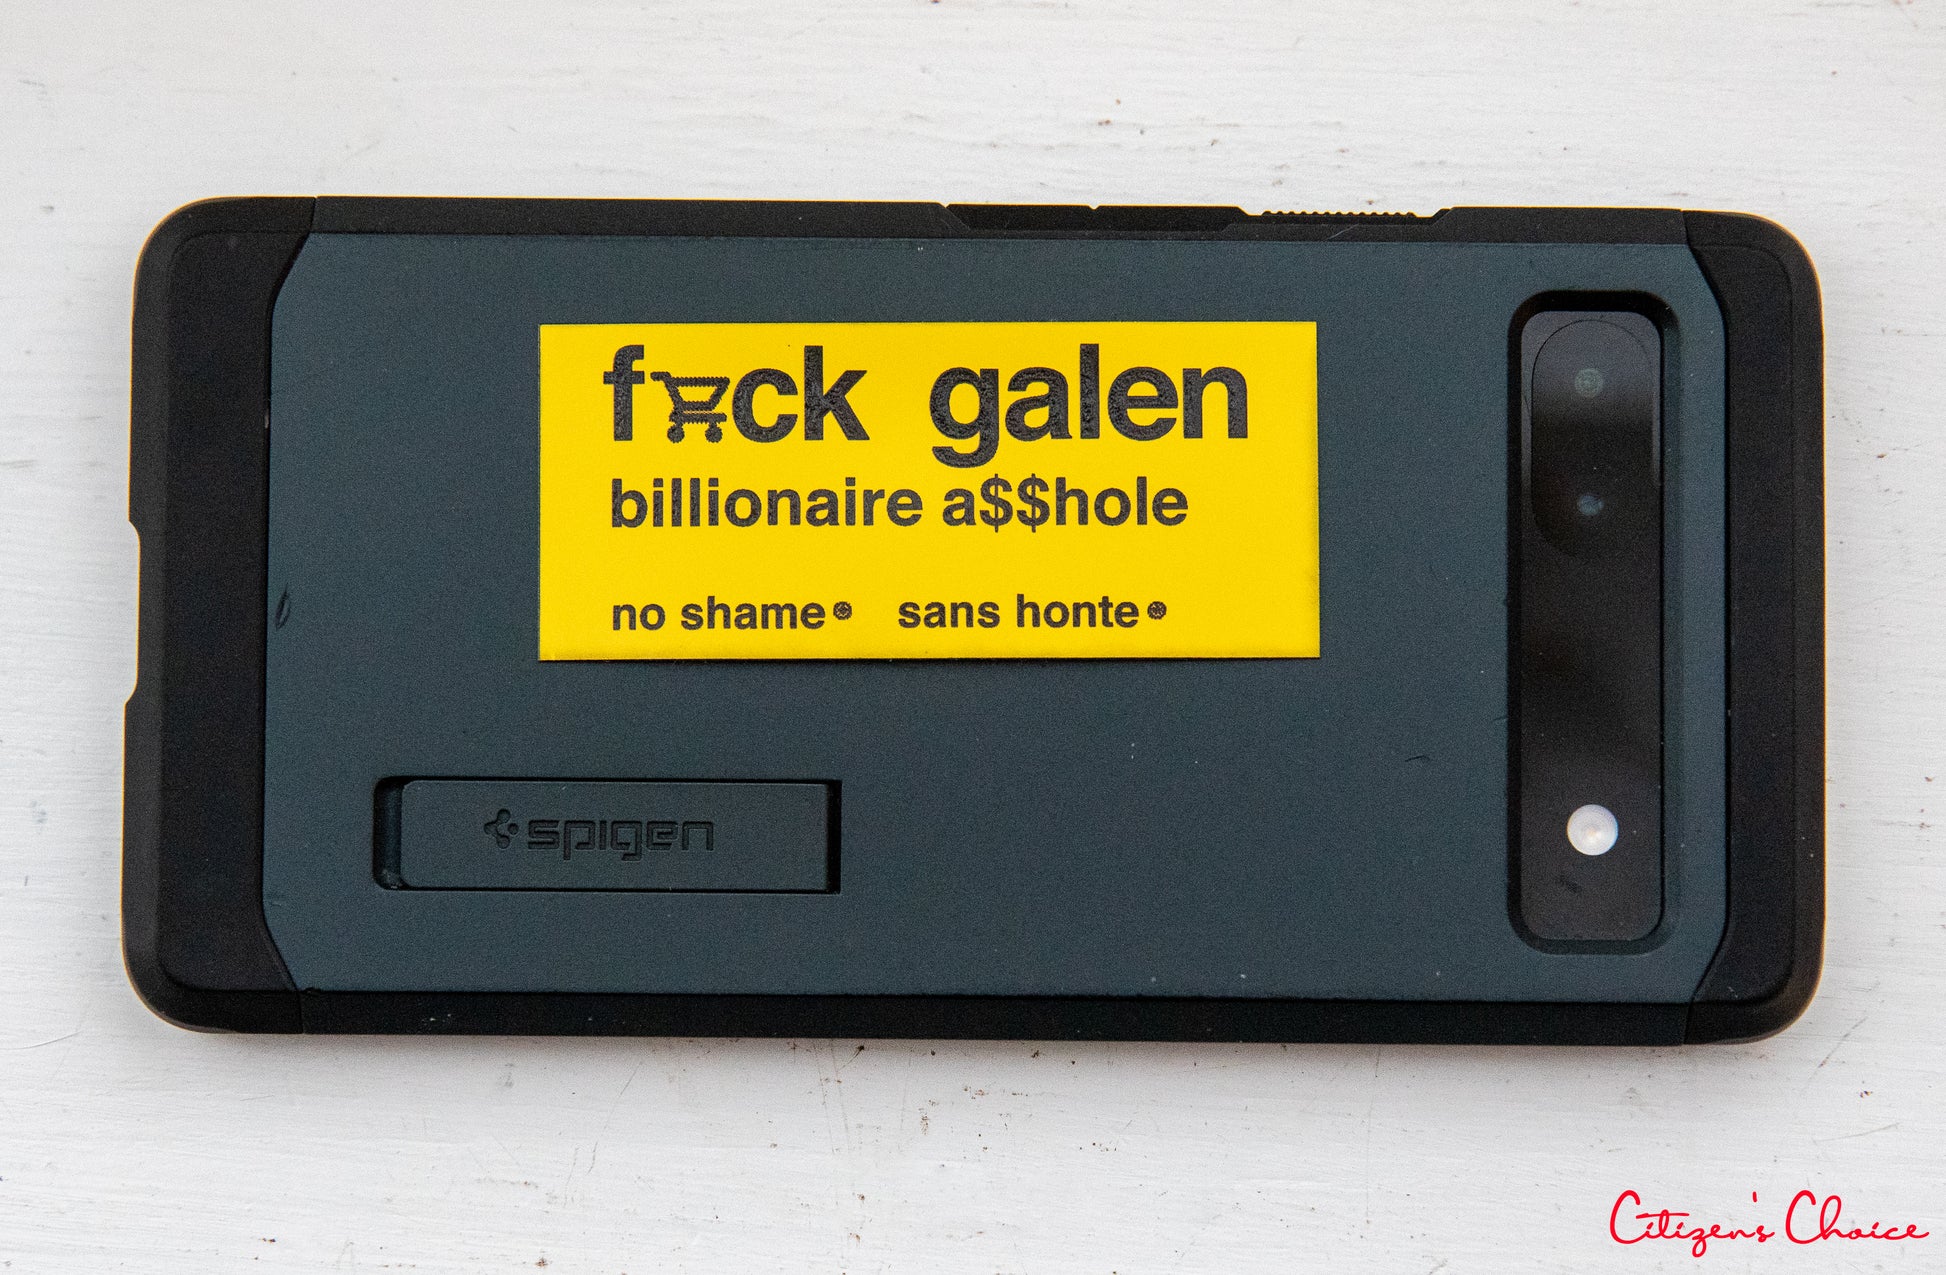 f🛒ck galen
billionaire a$$hole
no shame sans honte
spigen
Citizen's Choice